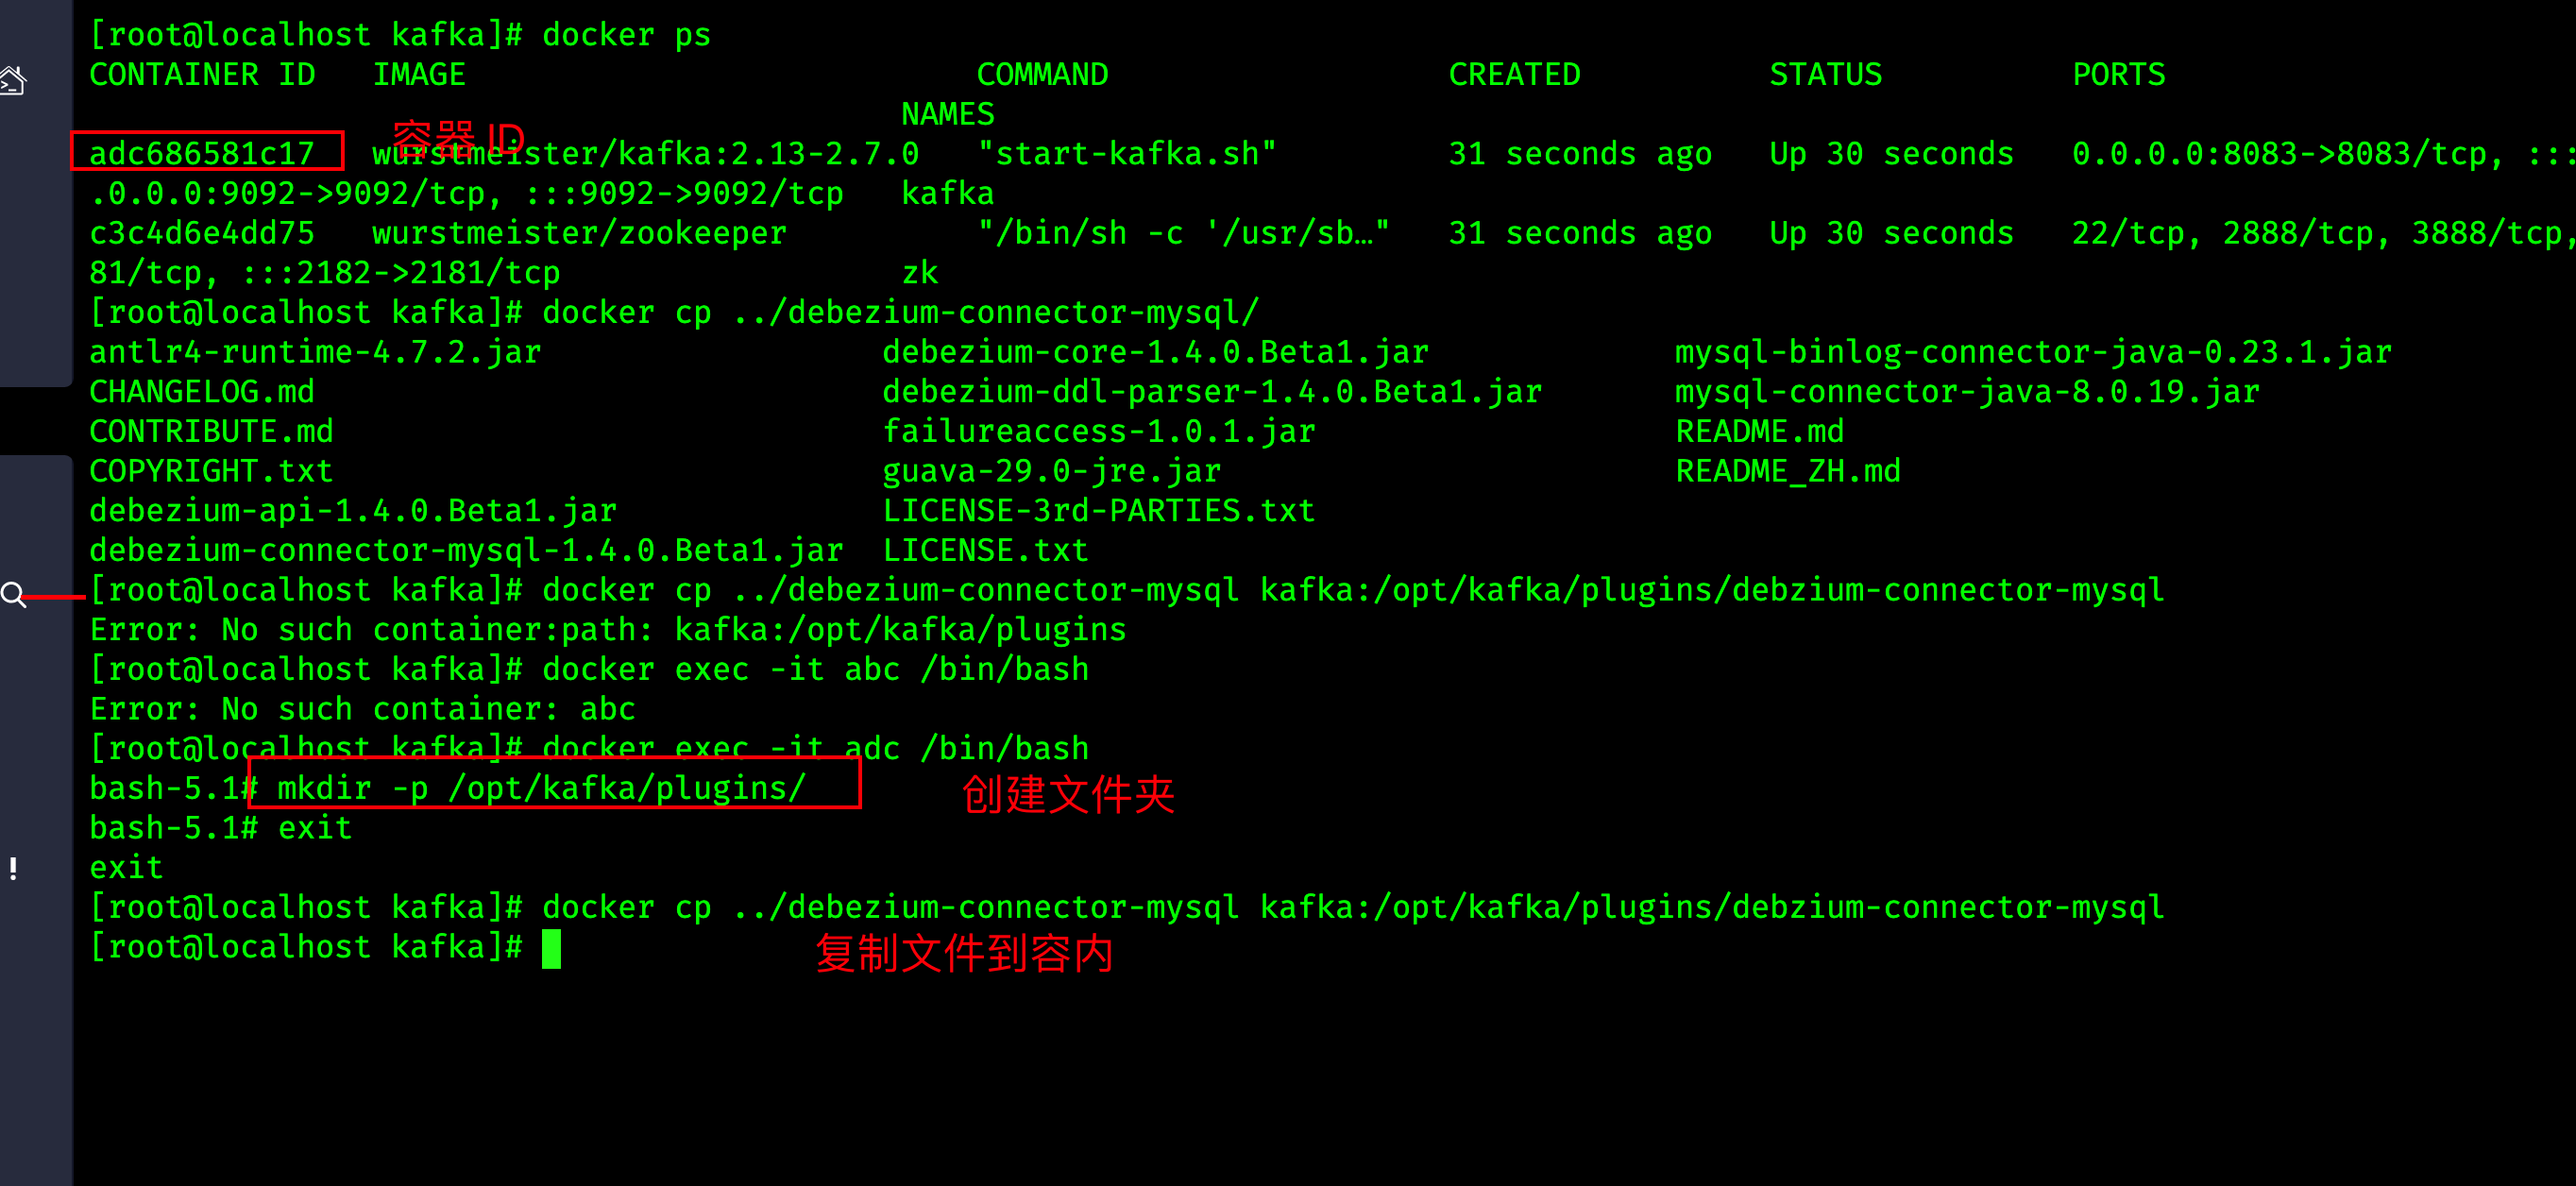 [root@localhost kafka]# docker ps
CONTAINER ID   IMAGE                           COMMAND                  CREATED          STATUS          PORTS
                                           NAMES
容器 ID
adc686581c17   wurstmeister/kafka:2.13-2.7.0   "start-kafka.sh"         31 seconds ago   Up 30 seconds   0.0.0.0:8083->8083/tcp, :::
.0.0.0:9092->9092/tcp, :::9092->9092/tcp   kafka
c3c4d6e4dd75   wurstmeister/zookeeper          "/bin/sh -c '/usr/sb…"   31 seconds ago   Up 30 seconds   22/tcp, 2888/tcp, 3888/tcp,
81/tcp, :::2182->2181/tcp                  zk
[root@localhost kafka]# docker cp ../debezium-connector-mysql/
antlr4-runtime-4.7.2.jar                  debezium-core-1.4.0.Beta1.jar             mysql-binlog-connector-java-0.23.1.jar
CHANGELOG.md                              debezium-ddl-parser-1.4.0.Beta1.jar       mysql-connector-java-8.0.19.jar
CONTRIBUTE.md                             failureaccess-1.0.1.jar                   README.md
COPYRIGHT.txt                             guava-29.0-jre.jar                        README_ZH.md
debezium-api-1.4.0.Beta1.jar              LICENSE-3rd-PARTIES.txt
debezium-connector-mysql-1.4.0.Beta1.jar  LICENSE.txt
[root@localhost kafka]# docker cp ../debezium-connector-mysql kafka:/opt/kafka/plugins/debzium-connector-mysql
Error: No such container:path: kafka:/opt/kafka/plugins
[root@localhost kafka]# docker exec -it abc /bin/bash
Error: No such container: abc
[root@localhost kafka]# docker exec -it adc /bin/bash
bash-5.1# mkdir -p /opt/kafka/plugins/ 创建文件夹
bash-5.1# exit
exit
[root@localhost kafka]# docker cp ../debezium-connector-mysql kafka:/opt/kafka/plugins/debzium-connector-mysql
[root@localhost kafka]#
复制文件到容内